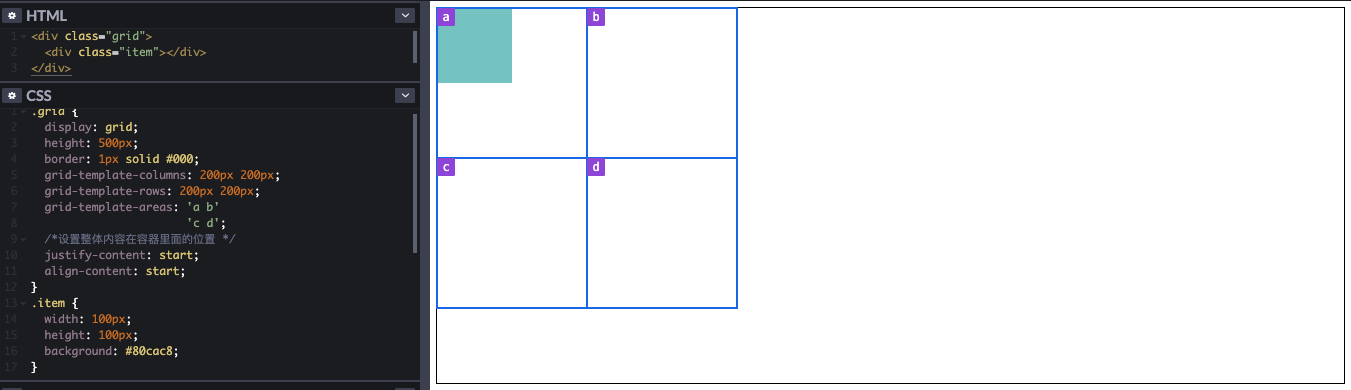 HTML
1 <div class="grid">
2 <div class="item"></div>
3 </div>
CSS
1 .grid {
2 display: grid;
3 height: 500px;
4 border: 1px solid #000;
5 grid-template-columns: 200px 200px;
6 grid-template-rows: 200px 200px;
7 grid-template-areas: 'a b'
8 'c d';
9 /*设置整体内容在容器里面的位置 */
10 justify-content: start;
11 align-content: start;
12 }
13 .item {
14 width: 100px;
15 height: 100px;
16 background: #80cac8;
17 }
a
b
c
d